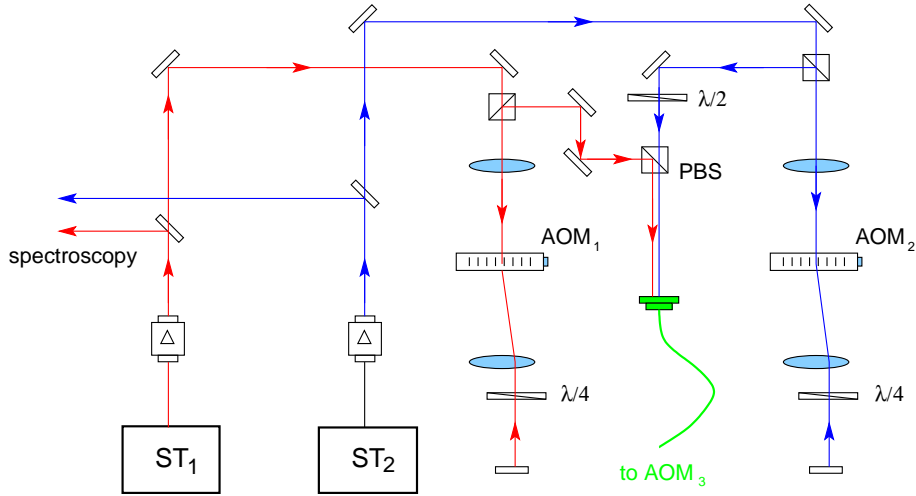 λ/2
PBS
AOM1
AOM2
spectroscopy
λ/4
λ/4
ST1
ST2
to AOM3